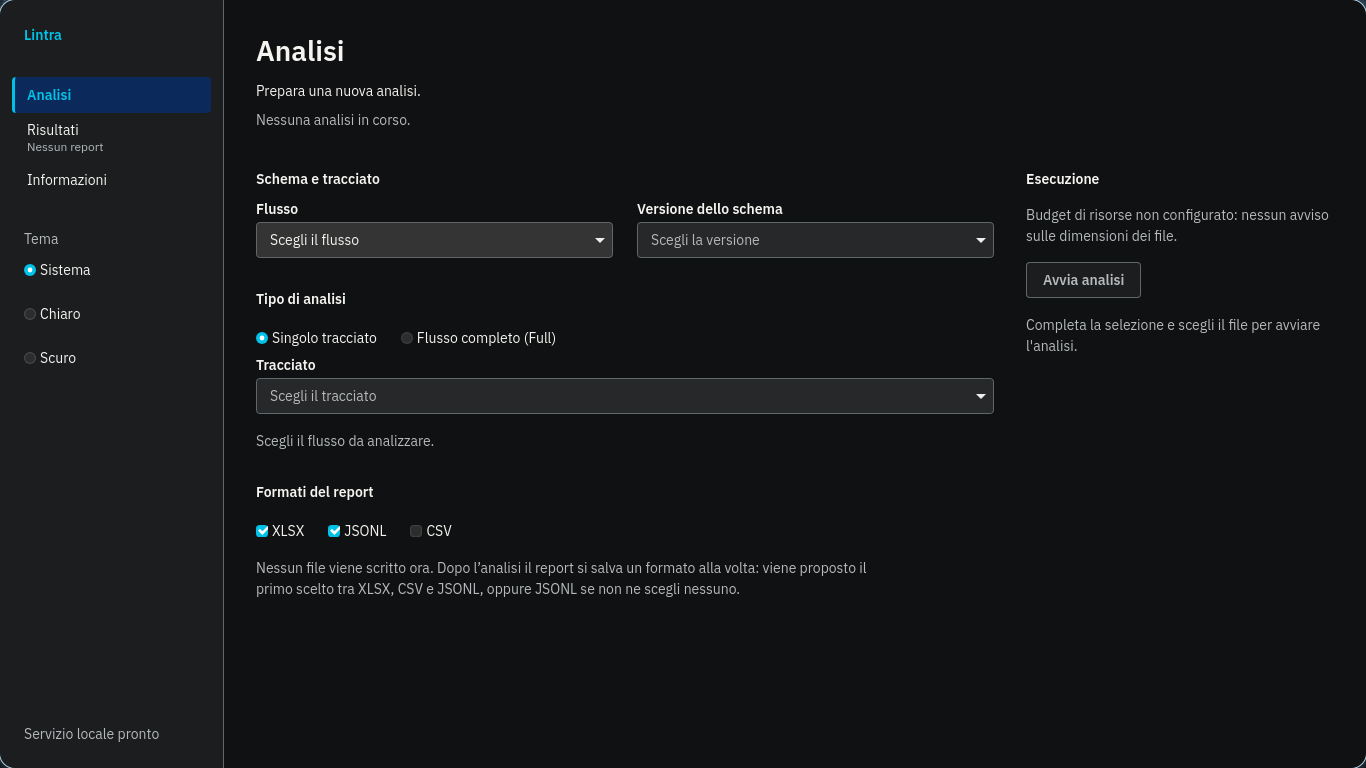 Lintra
Analisi
Risultati
Nessun report
Informazioni
Tema
Sistema
Chiaro
Scuro
Servizio locale pronto
Analisi
Prepara una nuova analisi.
Nessuna analisi in corso.
Schema e tracciato
Flusso
Scegli il flusso
Versione dello schema
Scegli la versione
Tipo di analisi
Singolo tracciato
Flusso completo (Full)
Tracciato
Scegli il tracciato
Scegli il flusso da analizzare.
Formati del report
XLSX
JSONL
CSV
Nessun file viene scritto ora. Dopo l’analisi il report si salva un formato alla volta: viene proposto il
primo scelto tra XLSX, CSV e JSONL, oppure JSONL se non ne scegli nessuno.
Esecuzione
Budget di risorse non configurato: nessun avviso
sulle dimensioni dei file.
Avvia analisi
Completa la selezione e scegli il file per avviare
l'analisi.